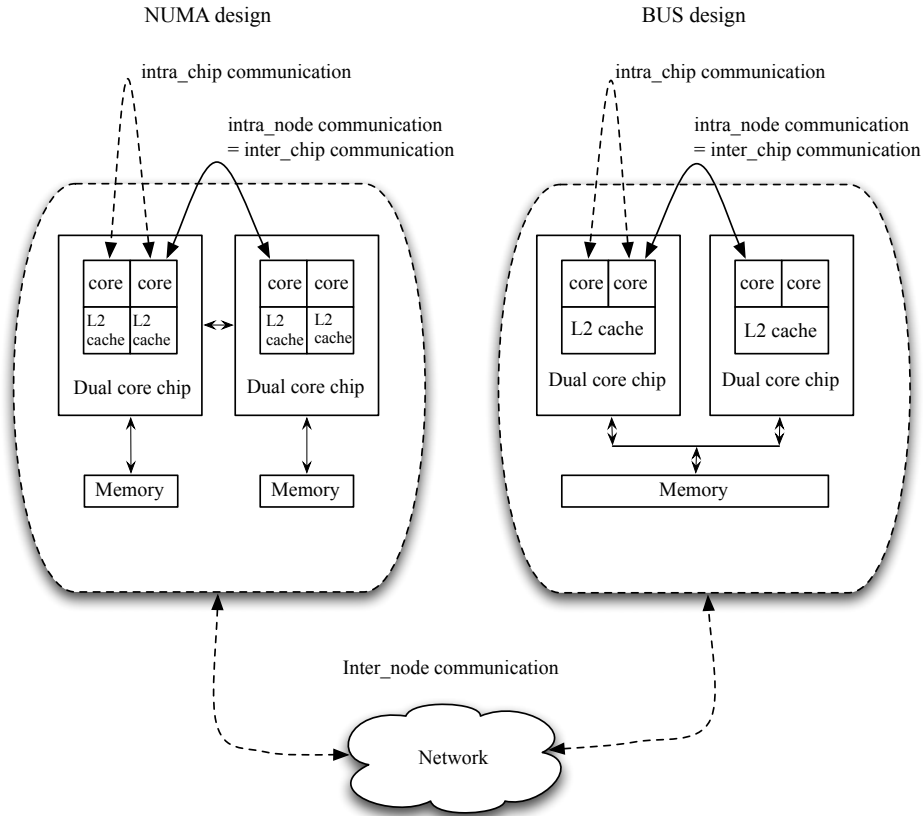 NUMA design
BUS design
intra_chip communication
intra_chip communication
intra_node communication
= inter_chip communication
intra_node communication
= inter_chip communication
core
core
L2
cache
L2
cache
Dual core chip
core
core
L2
cache
L2
cache
Dual core chip
Memory
Memory
core
core
L2 cache
Dual core chip
core
core
L2 cache
Dual core chip
Memory
Inter_node communication
Network